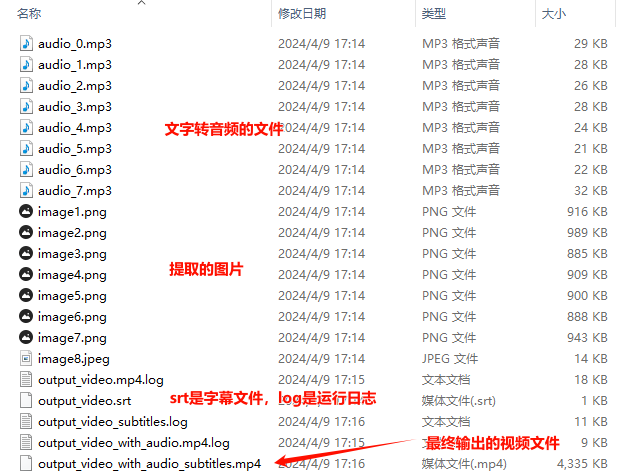 名称 修改日期 类型 大小
audio_0.mp3 2024/4/9 17:14 MP3 格式声音 29 KB
audio_1.mp3 2024/4/9 17:14 MP3 格式声音 28 KB
audio_2.mp3 2024/4/9 17:14 MP3 格式声音 26 KB
audio_3.mp3 2024/4/9 17:14 MP3 格式声音 28 KB
audio_4.mp3 文字转音频的文件 2024/4/9 17:14 MP3 格式声音 24 KB
audio_5.mp3 2024/4/9 17:14 MP3 格式声音 21 KB
audio_6.mp3 2024/4/9 17:14 MP3 格式声音 22 KB
audio_7.mp3 2024/4/9 17:14 MP3 格式声音 32 KB
image1.png 2024/4/9 17:14 PNG 文件 916 KB
image2.png 2024/4/9 17:14 PNG 文件 989 KB
image3.png 2024/4/9 17:14 PNG 文件 885 KB
image4.png 提取的图片 2024/4/9 17:14 PNG 文件 909 KB
image5.png 2024/4/9 17:14 PNG 文件 900 KB
image6.png 2024/4/9 17:14 PNG 文件 888 KB
image7.png 2024/4/9 17:14 PNG 文件 943 KB
image8.jpeg 2024/4/9 17:14 JPEG 文件 14 KB
output_video.mp4.log 2024/4/9 17:15 文本文档 18 KB
output_video.srt srt是字幕文件，log是运行日志 媒体文件(.srt) 1 KB
output_video_subtitles.log 2024/4/9 17:16 文本文档 11 KB
output_video_with_audio.mp4.log 2024/4/9 17:15 最终输出的视频文件 9 KB
output_video_with_audio_subtitles.mp4 2024/4/9 17:16 媒体文件(.mp4) 4,335 KB